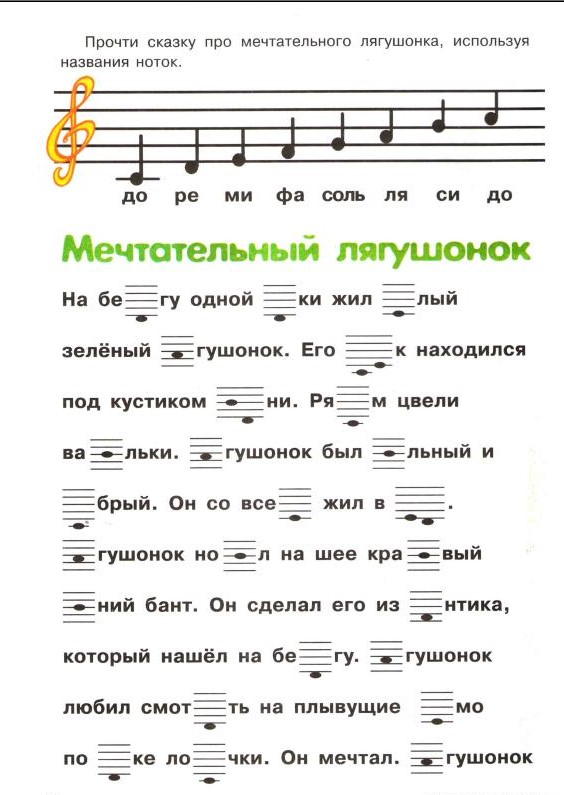 Прочти сказку про мечтательного лягушонка, используя
названия ноток.
до ре ми фа соль ля си до
Мечтательный лягушонок
На бе гу одной ки жил лый
зелёный гушонок. Его к находился
под кустиком ни. Ря м цвели
ва льки. гушонок был льный и
брый. Он со все жил в .
гушонок но л на шее кра вый
ний бант. Он сделал его из нтика,
который нашёл на бе гу. гушонок
любил смот ть на плывущие мо
по ке ло чки. Он мечтал. гушонок